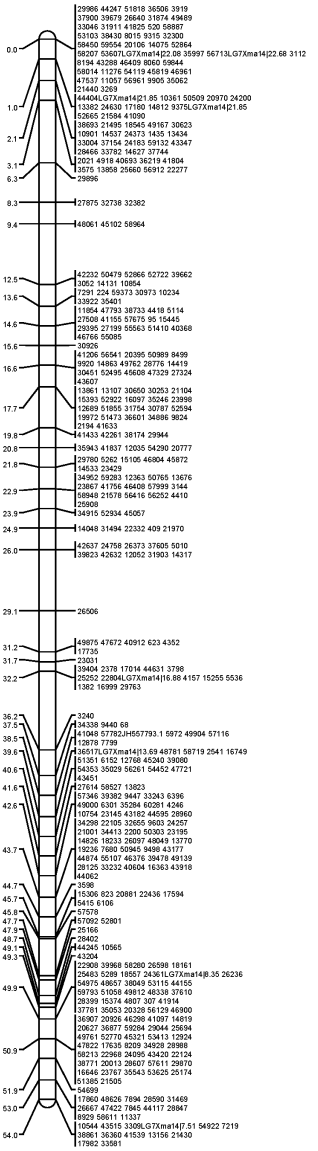 29986 44247 51818 36506 3919
37900 39679 26640 31874 49489
33046 31911 41825 520 58887
53103 38430 8015 9315 32300
0.0 58450 59554 20106 14075 52864
58207 53607LG7Xma14|22.08 35997 56713LG7Xma14|22.68 3112
8194 43288 46409 8060 59844
58014 11276 54119 45819 46961
47537 11057 56961 9905 35062
21440 3269
44404LG7Xma14|21.85 10361 50509 20970 24200
1.0 13382 24630 17180 14812 9375LG7Xma14|21.85
52665 21584 41090
38693 21495 18545 49167 30623
2.1 10901 14537 24373 1435 13434
33004 37154 24183 59132 43347
28466 33782 14627 37744
3.1 2021 4918 40693 36219 41804
3575 13858 25660 56912 22277
6.3 29896
8.3 27875 32738 32382
9.4 48061 45102 58964
12.5 42232 50479 52866 52722 39662
3052 14131 10854
13.6 7291 224 59373 30973 10234
33922 35401
11854 47793 38733 4418 5114
14.6 27508 41155 57675 95 15445
29395 27199 55563 51410 40368
46766 55085
15.6 30926
41206 56541 20395 50989 8499
16.6 9920 14863 49762 28776 14419
30451 52495 45608 47329 27324
43607
13861 13107 30650 30253 21104
15393 52922 16097 35246 23998
17.7 12689 51855 31754 30787 52594
19972 51473 36601 34886 9824
2194 41633
19.8 41433 42261 38174 29944
20.8 35943 41837 12035 54290 20777
21.8 29780 5262 15105 46804 45872
14533 23429
34952 59283 12363 50765 13676
22.9 23867 41756 46408 57999 3144
58948 21578 56416 56252 4410
25908
23.9 34915 52934 45057
24.9 14048 31494 22332 409 21970
26.0 42637 24758 26373 37605 5010
39823 42632 12052 31903 14317
29.1 26506
31.2 49875 47672 40912 623 4352
17735
31.7 23031
39404 2378 17014 44631 3798
32.2 25252 22804LG7Xma14|16.88 4157 15255 5536
1382 16999 29763
36.2 3240
37.5 34338 9440 68
38.5 41048 57782JH557793.1 5972 49904 57116
12878 7799
39.6 36517LG7Xma14|13.69 48781 58719 2541 16749
51351 6152 12768 45240 39080
40.6 54353 35029 56261 54452 47721
43451
41.6 27614 58527 13823
57346 39382 9447 33243 6396
42.6 49000 6301 35284 60281 4246
10754 23145 43182 44595 28960
34298 22105 32655 9603 24257
21001 34413 2200 50303 23195
14826 18233 26097 48049 13770
43.7 19236 7680 50945 9498 43177
44874 55107 46376 39478 49139
28125 33232 40604 16363 43918
44062
44.7 3598
45.7 15306 823 20881 22436 17594
5415 6106
45.8 57578
47.7 57092 52801
47.9 25166
48.7 28402
49.1 44245 10565
49.3 43204
22908 39968 58280 26598 18161
25483 5289 18557 24361LG7Xma14|8.35 26236
49.9 54975 48657 38049 53115 44155
59793 51058 49812 48338 37610
28399 15374 4807 307 41914
37781 35053 20328 56129 46900
36907 20926 46298 41097 14819
20627 36877 59284 29044 25694
49761 52770 45321 53413 12924
50.9 47822 17635 8209 34928 28988
58213 22968 24095 43420 22124
38771 20013 28607 57611 29870
16646 23767 35543 53625 25174
51385 21505
51.9 54699
17860 48626 7894 28590 31469
53.0 26667 47422 7845 44117 28847
8929 58611 11337
54.0 10544 43515 3309LG7Xma14|7.51 54922 7219
38861 36360 41539 13156 21430
17982 33581